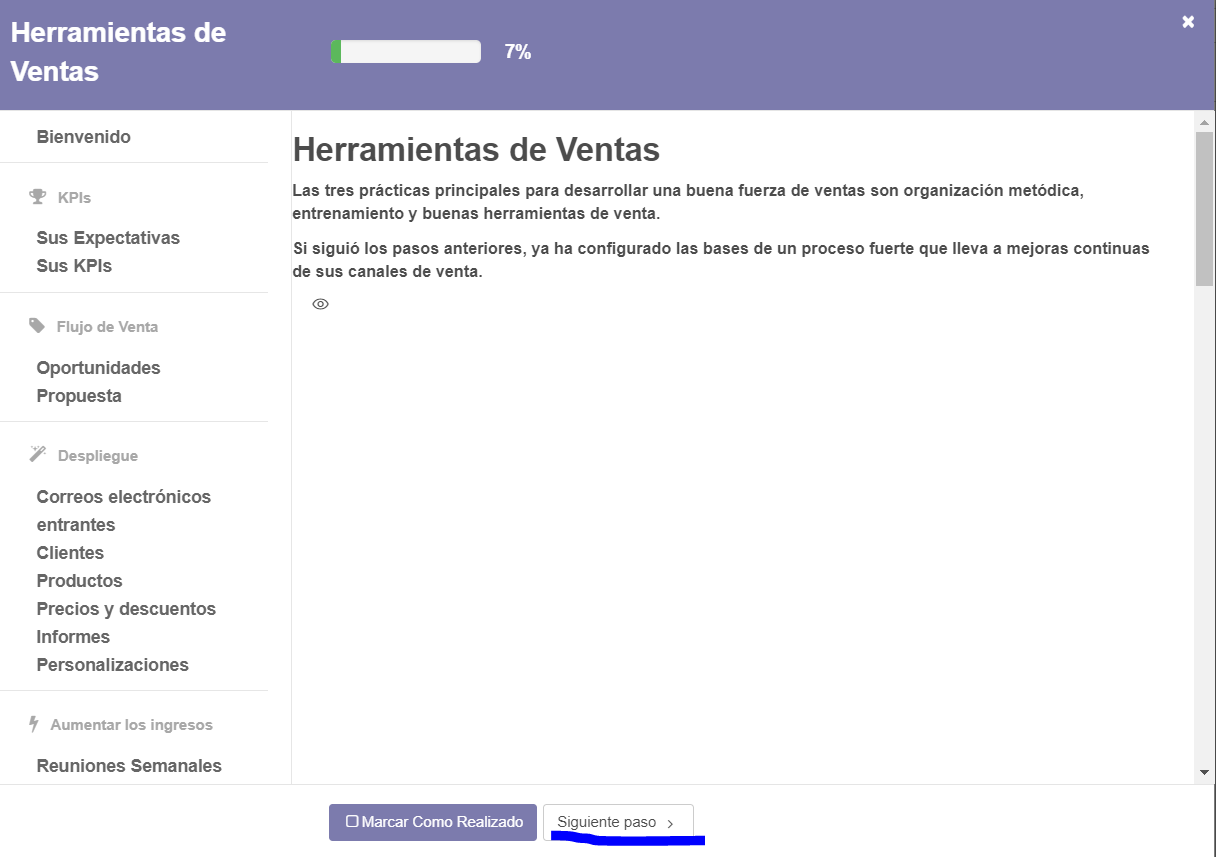 Herramientas de
Ventas
7%
Bienvenido
KPIs
Sus Expectativas
Sus KPIs
Flujo de Venta
Oportunidades
Propuesta
Despliegue
Correos electrónicos
entrantes
Clientes
Productos
Precios y descuentos
Informes
Personalizaciones
Aumentar los ingresos
Reuniones Semanales
Herramientas de Ventas
Las tres prácticas principales para desarrollar una buena fuerza de ventas son organización metódica,
entrenamiento y buenas herramientas de venta.
Si siguió los pasos anteriores, ya ha configurado las bases de un proceso fuerte que lleva a mejoras continuas
de sus canales de venta.
Marcar Como Realizado
Siguiente paso